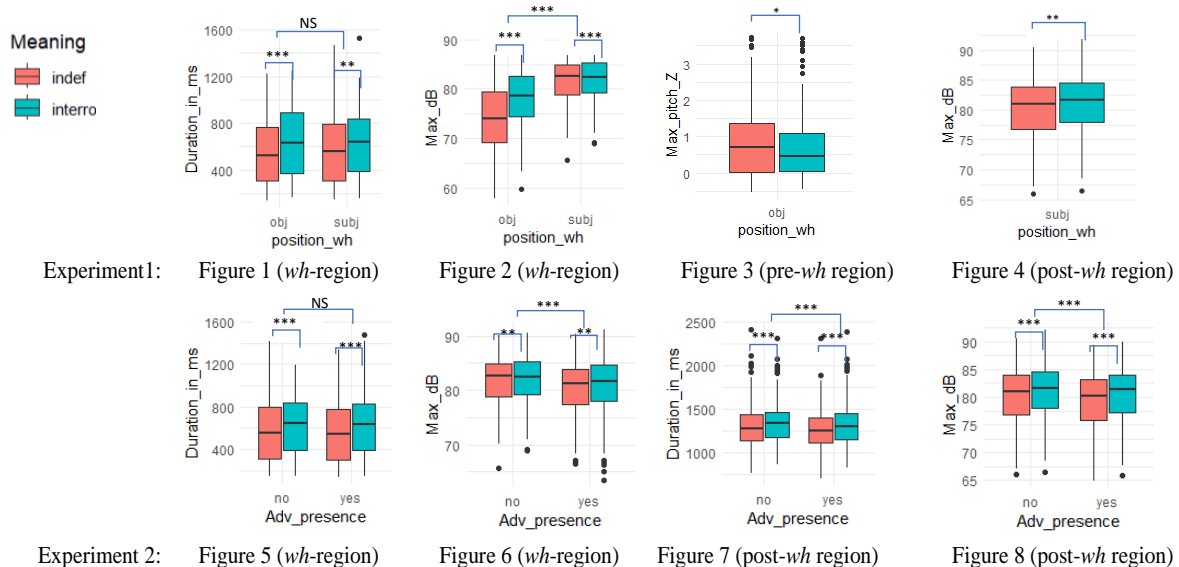 Meaning
indef
interro
Duration_in_ms
1600
1200
800
400
NS
***
**
obj
subj
position_wh
Max_dB
90
80
70
60
***
***
***
obj
subj
position_wh
Max_pitch_Z
3
2
1
0
*
obj
position_wh
Max_dB
90
85
80
75
70
65
**
subj
position_wh
Experiment1: Figure 1 (wh-region) Figure 2 (wh-region) Figure 3 (pre-wh region) Figure 4 (post-wh region)
Duration_in_ms
1600
1200
800
400
NS
***
***
no
yes
Adv_presence
Max_dB
90
80
70
***
**
**
no
yes
Adv_presence
Duration_in_ms
2500
2000
1500
1000
***
***
***
no
yes
Adv_presence
Max_dB
90
85
80
75
70
65
***
***
***
no
yes
Adv_presence
Experiment 2: Figure 5 (wh-region) Figure 6 (wh-region) Figure 7 (post-wh region) Figure 8 (post-wh region)